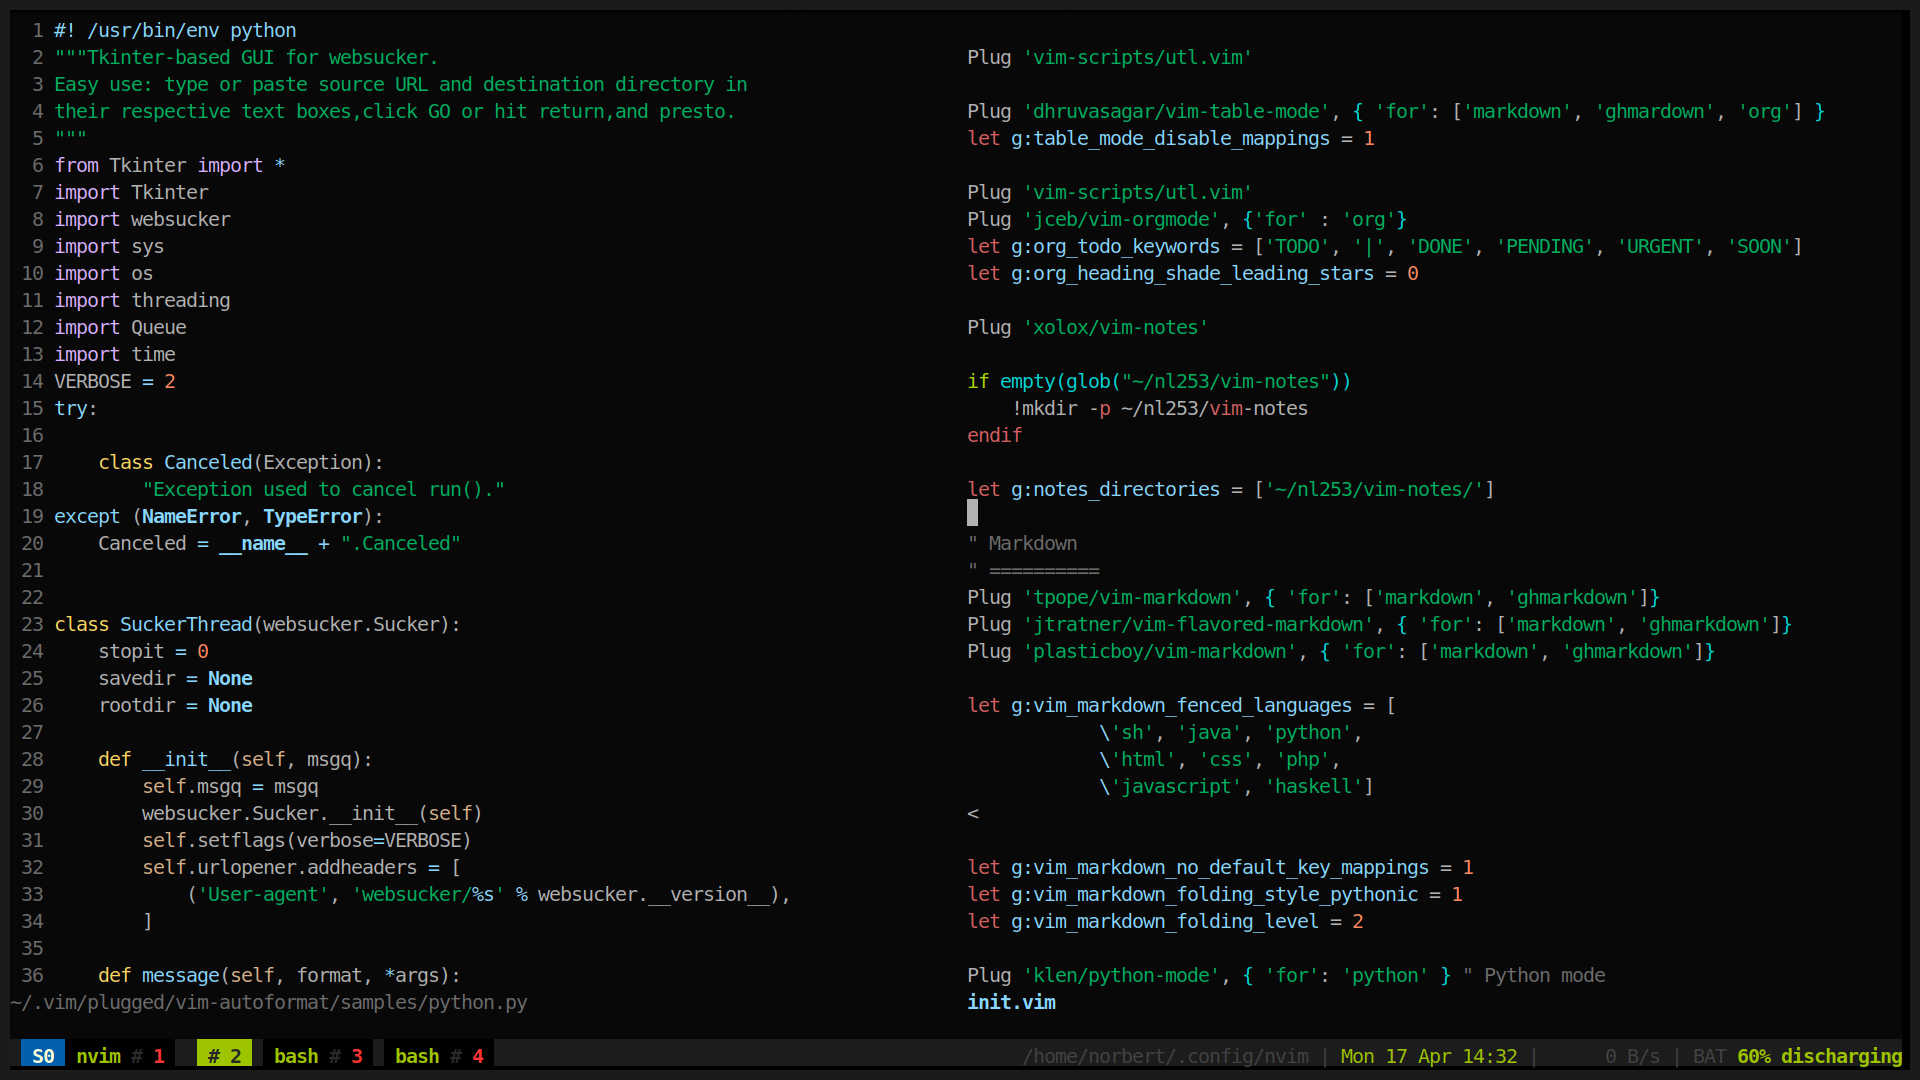 1 #! /usr/bin/env python
2 """Tkinter-based GUI for websucker.
3 Easy use: type or paste source URL and destination directory in
4 their respective text boxes,click GO or hit return,and presto.
5 """
6 from Tkinter import *
7 import Tkinter
8 import websucker
9 import sys
10 import os
11 import threading
12 import Queue
13 import time
14 VERBOSE = 2
15 try:
16
17     class Canceled(Exception):
18         "Exception used to cancel run()."
19 except (NameError, TypeError):
20     Canceled = __name__ + ".Canceled"
21
22
23 class SuckerThread(websucker.Sucker):
24     stopit = 0
25     savedir = None
26     rootdir = None
27
28     def __init__(self, msgq):
29         self.msgq = msgq
30         websucker.Sucker.__init__(self)
31         self.setflags(verbose=VERBOSE)
32         self.urlopener.addheaders = [
33             ('User-agent', 'websucker/%s' % websucker.__version__),
34         ]
35
36     def message(self, format, *args):
~/.vim/plugged/vim-autoformat/samples/python.py
Plug 'vim-scripts/utl.vim'
Plug 'dhruvasagar/vim-table-mode', { 'for': ['markdown', 'ghmardown', 'org'] }
let g:table_mode_disable_mappings = 1
Plug 'vim-scripts/utl.vim'
Plug 'jceb/vim-orgmode', {'for' : 'org'}
let g:org_todo_keywords = ['TODO', '|', 'DONE', 'PENDING', 'URGENT', 'SOON']
let g:org_heading_shade_leading_stars = 0
Plug 'xolox/vim-notes'
if empty(glob("~/nl253/vim-notes"))
    !mkdir -p ~/nl253/vim-notes
endif
let g:notes_directories = ['~/nl253/vim-notes/']
" Markdown
" ==========
Plug 'tpope/vim-markdown', { 'for': ['markdown', 'ghmarkdown']}
Plug 'jtratner/vim-flavored-markdown', { 'for': ['markdown', 'ghmarkdown']}
Plug 'plasticboy/vim-markdown', { 'for': ['markdown', 'ghmarkdown']}
let g:vim_markdown_fenced_languages = [
            \'sh', 'java', 'python',
            \'html', 'css', 'php',
            \'javascript', 'haskell']
<
let g:vim_markdown_no_default_key_mappings = 1
let g:vim_markdown_folding_style_pythonic = 1
let g:vim_markdown_folding_level = 2
Plug 'klen/python-mode', { 'for': 'python' } " Python mode
init.vim
S0 nvim # 1 # 2 bash # 3 bash # 4 /home/norbert/.config/nvim | Mon 17 Apr 14:32 | 0 B/s | BAT 60% discharging